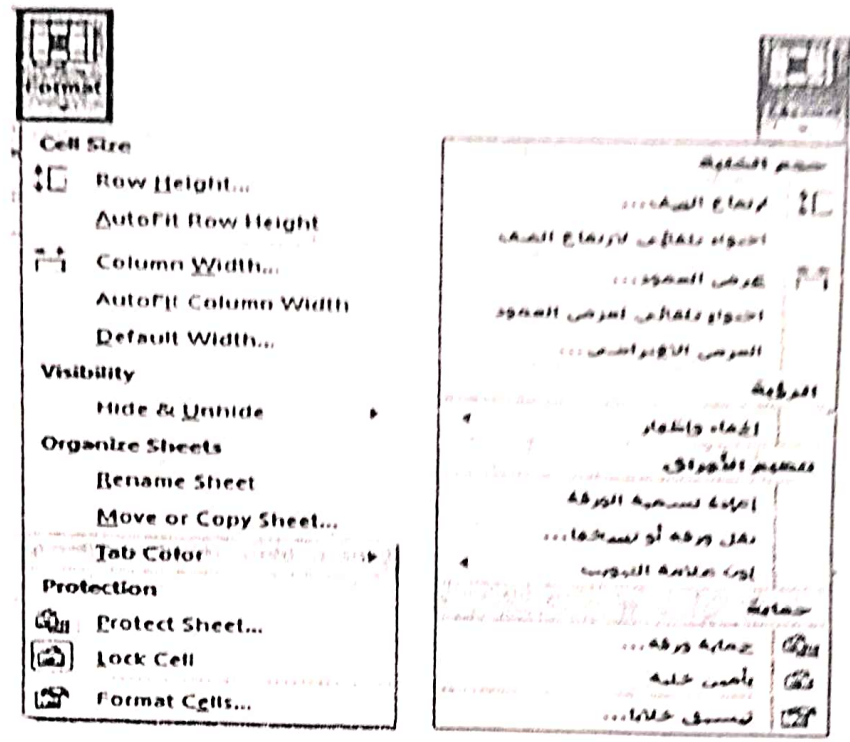 Format
Cell Size
Row Height...
AutoFit Row Height
Column Width...
AutoFit Column Width
Default Width...
Visibility
Hide & Unhide
Organize Sheets
Rename Sheet
Move or Copy Sheet...
Tab Color
Protection
Protect Sheet...
Lock Cell
Format Cells...
تنسيق
حجم الخلية
ارتفاع الصف...
احتواء تلقائي لارتفاع الصف
عرض العمود...
احتواء تلقائي لعرض العمود
العرض الافتراضي...
الرؤية
إخفاء وإظهار
تنظيم الأوراق
إعادة تسمية الورقة
نقل ورقة أو نسخها...
لون علامة التبويب
حماية
حماية ورقة...
تأمين خلية
تنسيق خلايا...